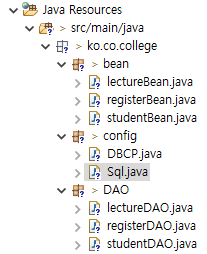 Java Resources
src/main/java
ko.co.college
bean
lectureBean.java
registerBean.java
studentBean.java
config
DBCP.java
Sql.java
DAO
lectureDAO.java
registerDAO.java
studentDAO.java